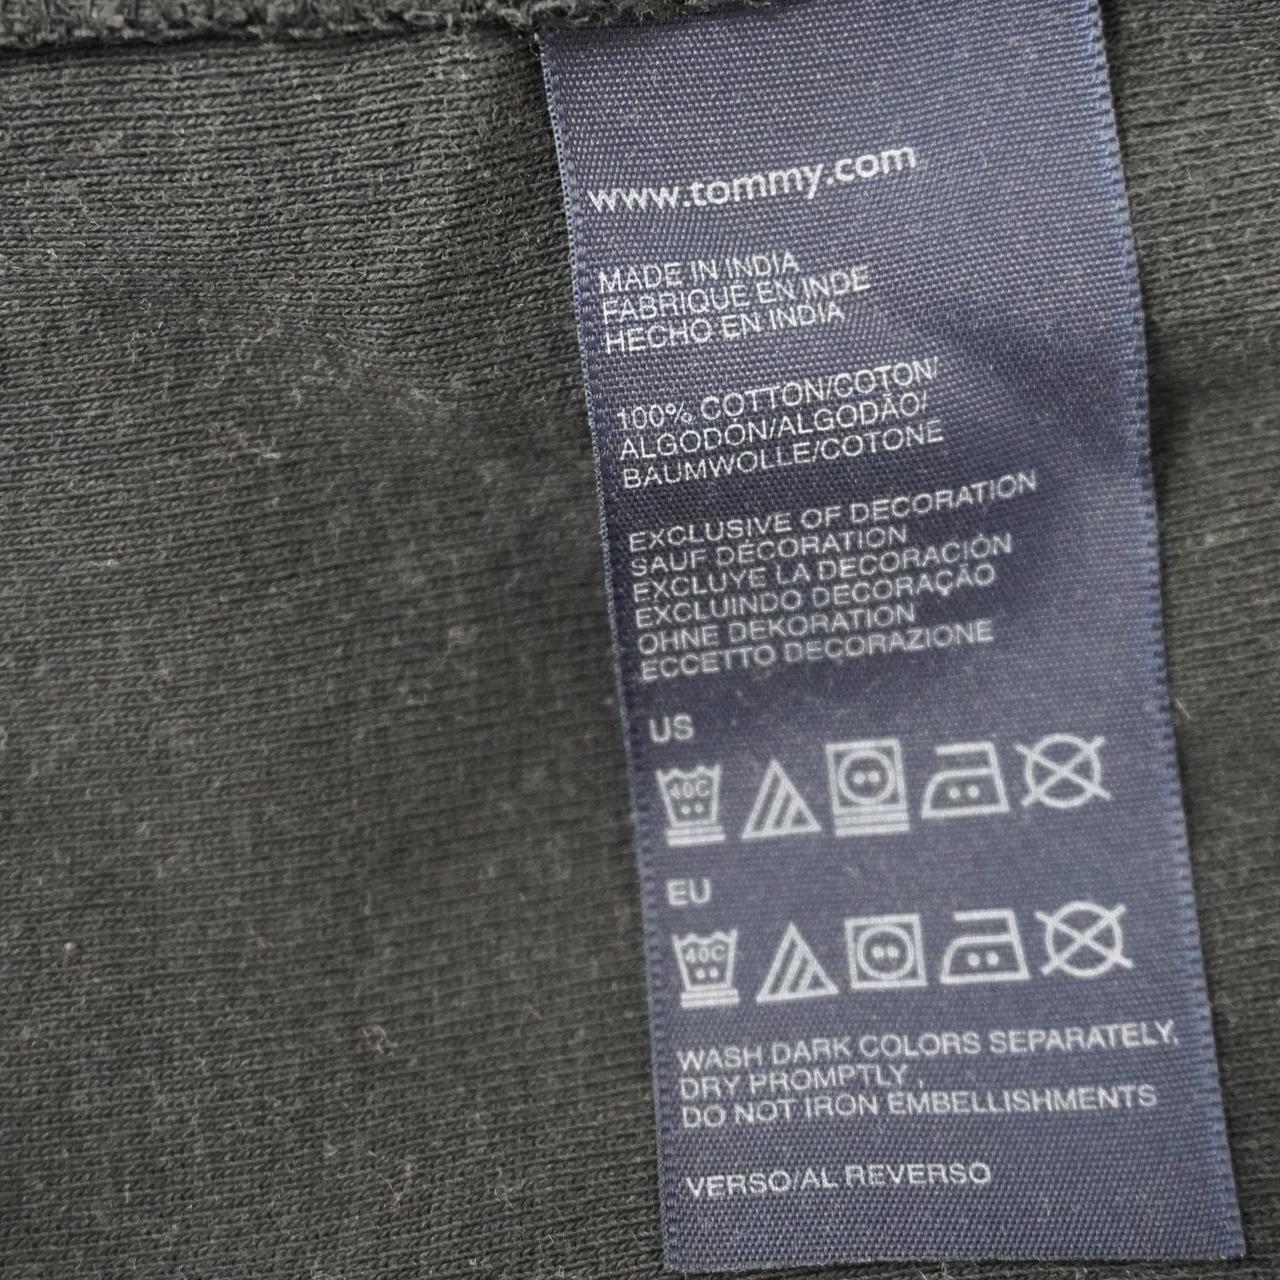 www.tommy.com
MADE IN INDIA
FABRIQUE EN INDE
HECHO EN INDIA
100% COTTON/COTON/
ALGODÓN/ALGODÃO/
BAUMWOLLE/COTONE
EXCLUSIVE OF DECORATION
SAUF DÉCORATION
EXCLUYE LA DECORACIÓN
EXCLUINDO DECORAÇÃO
OHNE DEKORATION
ECCETTO DECORAZIONE
US
40C
EU
40C
WASH DARK COLORS SEPARATELY,
DRY PROMPTLY ,
DO NOT IRON EMBELLISHMENTS
VERSO/AL REVERSO